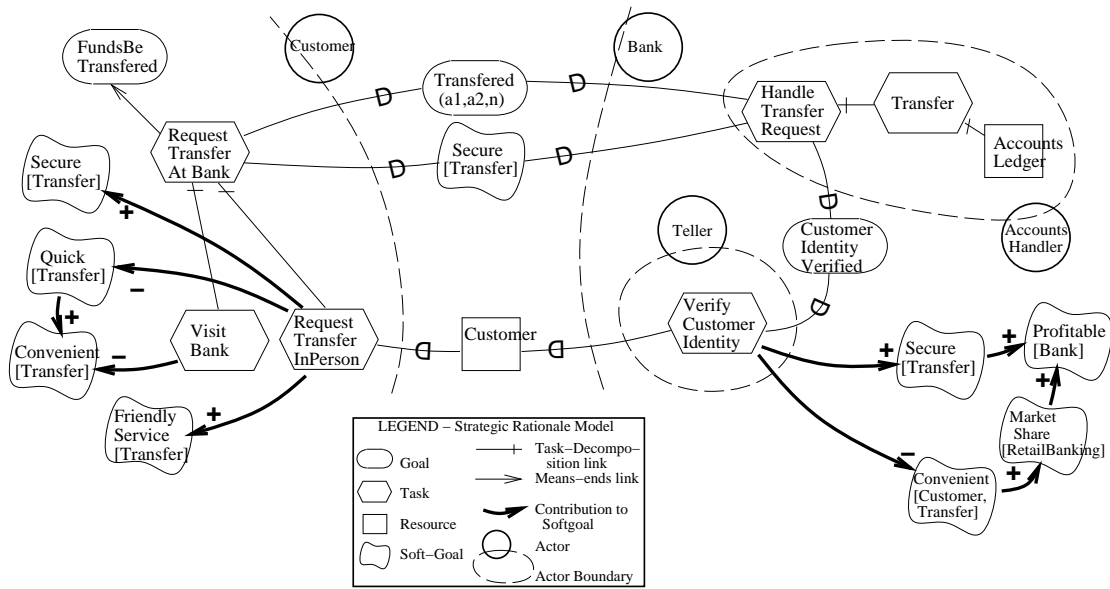 FundsBe
Transfered
Customer
Bank
Transfered
(a1,a2,n)
D
D
Handle
Transfer
Request
Transfer
Accounts
Ledger
Request
Transfer
At Bank
Secure
[Transfer]
D
Secure
[Transfer]
D
D
+
Teller
Customer
Identity
Verified
Accounts
Handler
Quick
[Transfer]
–
+
D
Visit
Bank
Request
Transfer
InPerson
D
Customer
D
Verify
Customer
Identity
Convenient
[Transfer]
–
Secure
[Transfer]
+
+
Profitable
[Bank]
+
Friendly
Service
[Transfer]
+
Market
Share
[RetailBanking]
–
+
Convenient
[Customer,
Transfer]
LEGEND – Strategic Rationale Model
Goal
Task
Resource
Soft–Goal
Task–Decompo–
sition link
Means–ends link
Contribution to
Softgoal
Actor
Actor Boundary